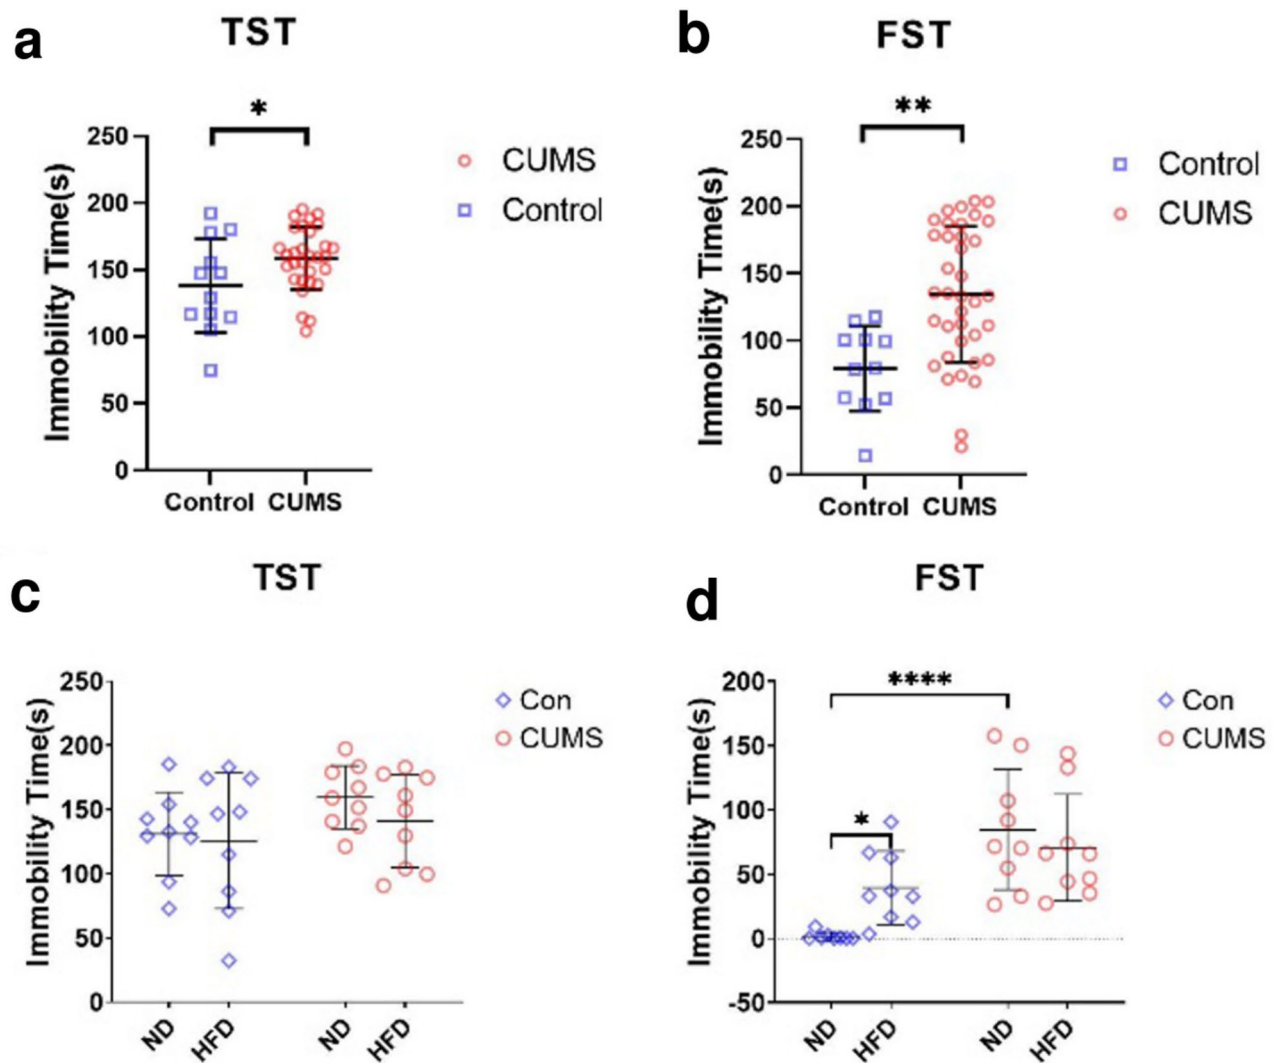 a
TST
*
250
200
150
100
50
0
Immobility Time(s)
Control CUMS
CUMS
Control
b
FST
**
250
200
150
100
50
0
Immobility Time(s)
Control CUMS
Control
CUMS
c
TST
250
200
150
100
50
0
Immobility Time(s)
ND HFD ND HFD
Con
CUMS
d
FST
****
*
200
150
100
50
0
-50
Immobility Time(s)
ND HFD ND HFD
Con
CUMS